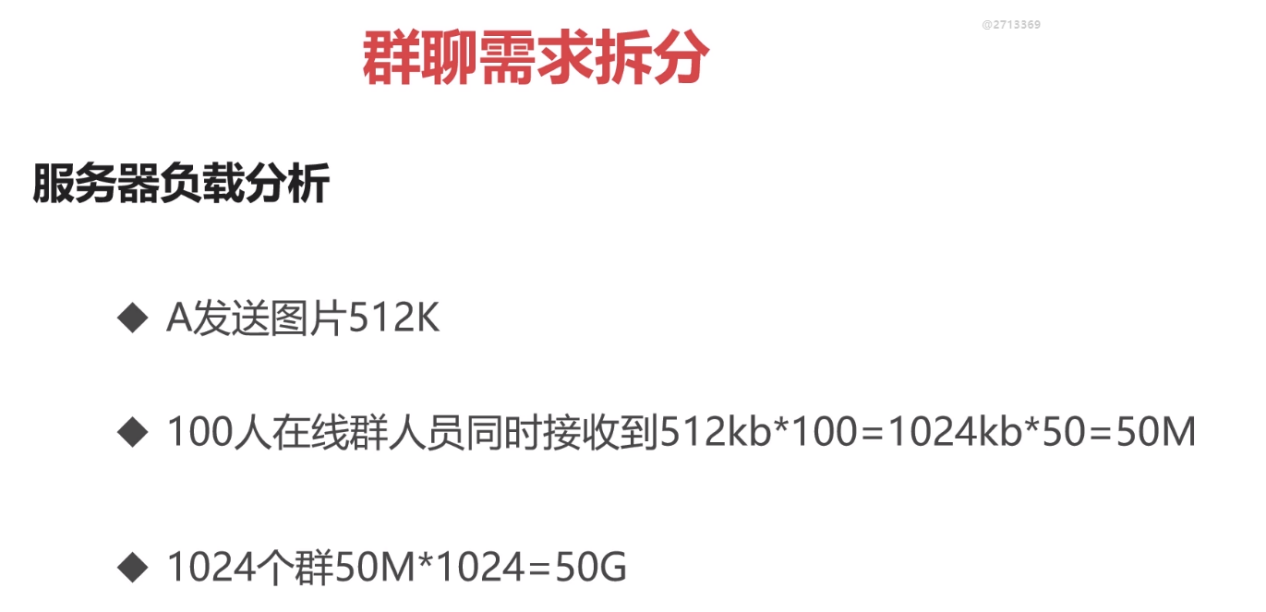 @2713369
群聊需求拆分
服务器负载分析
◆ A发送图片512K
◆ 100人在线群人员同时接收到512kb*100=1024kb*50=50M
◆ 1024个群50M*1024=50G